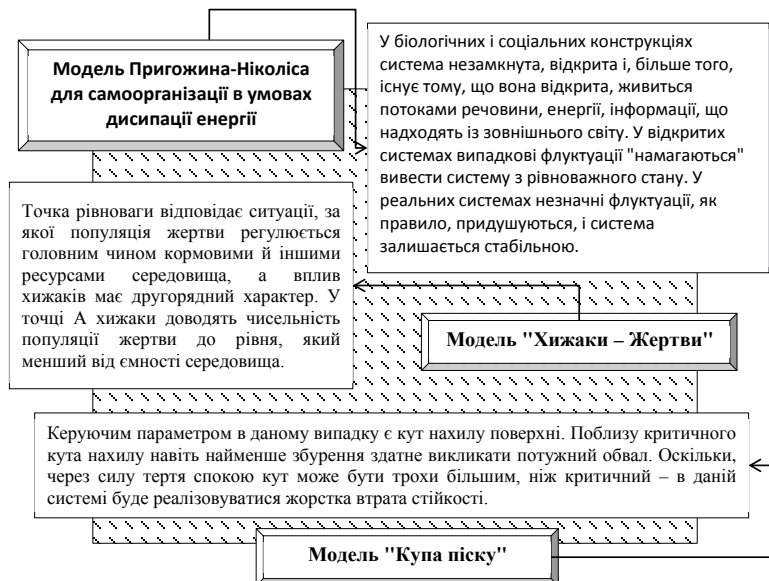 Модель Пригожина-Ніколіса
для самоорганізації в умовах
дисипації енергії
У біологічних і соціальних конструкціях
система незамкнута, відкрита і, більше того,
існує тому, що вона відкрита, живиться
потоками речовини, енергії, інформації, що
надходять із зовнішнього світу. У відкритих
системах випадкові флуктуації "намагаються"
вивести систему з рівноважного стану. У
реальних системах незначні флуктуації, як
правило, придушуються, і система
залишається стабільною.
Точка рівноваги відповідає ситуації, за
якої популяція жертви регулюється
головним чином кормовими й іншими
ресурсами середовища, а вплив
хижаків має другорядний характер. У
точці А хижаки доводять чисельність
популяції жертви до рівня, який
менший від ємності середовища.
Модель "Хижаки – Жертви"
Керуючим параметром в даному випадку є кут нахилу поверхні. Поблизу критичного
кута нахилу навіть найменше збурення здатне викликати потужний обвал. Оскільки,
через силу тертя спокою кут може бути трохи більшим, ніж критичний – в даній
системі буде реалізовуватися жорстка втрата стійкості.
Модель "Купа піску"